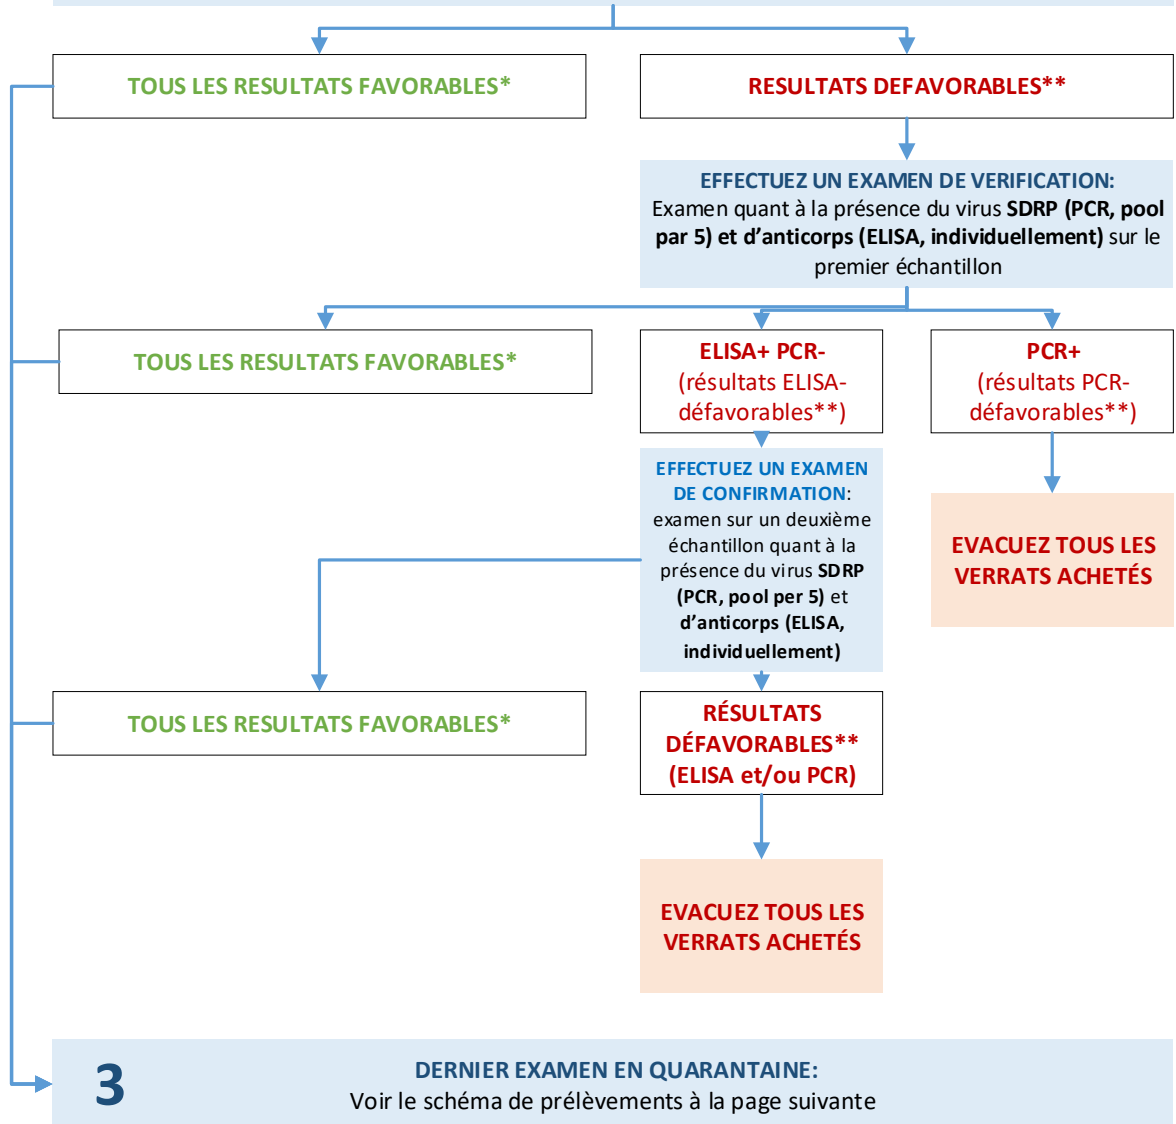 TOUS LES RESULTATS FAVORABLES*
RESULTATS DEFAVORABLES**
EFFECTUEZ UN EXAMEN DE VERIFICATION:
Examen quant à la présence du virus SDRP (PCR, pool
par 5) et d’anticorps (ELISA, individuellement) sur le
premier échantillon
TOUS LES RESULTATS FAVORABLES*
ELISA+ PCR-
(résultats ELISA-
défavorables**)
PCR+
(résultats PCR-
défavorables**)
EFFECTUEZ UN EXAMEN
DE CONFIRMATION:
examen sur un deuxième
échantillon quant à la
présence du virus SDRP
(PCR, pool per 5) et
d’anticorps (ELISA,
individuellement)
EVACUEZ TOUS LES
VERRATS ACHETÉS
TOUS LES RESULTATS FAVORABLES*
RÉSULTATS
DÉFAVORABLES**
(ELISA et/ou PCR)
EVACUEZ TOUS LES
VERRATS ACHETÉS
3
DERNIER EXAMEN EN QUARANTAINE:
Voir le schéma de prélèvements à la page suivante